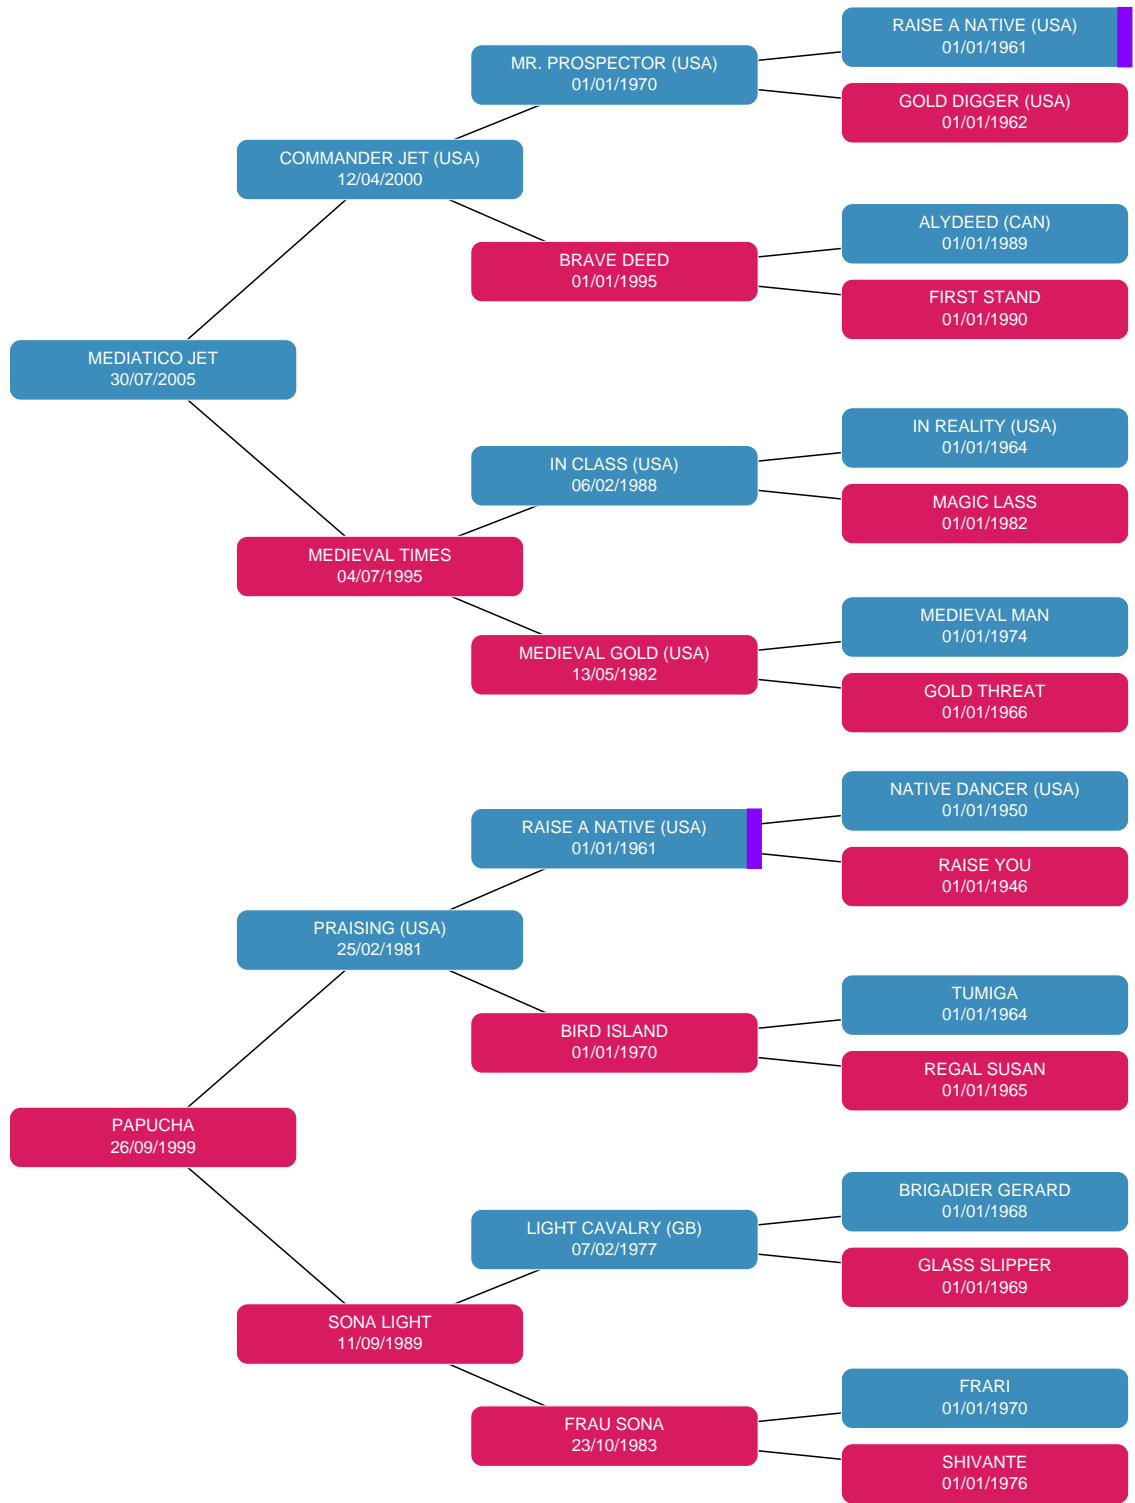 RAISE A NATIVE (USA)
01/01/1961
MR. PROSPECTOR (USA)
01/01/1970
GOLD DIGGER (USA)
01/01/1962
COMMANDER JET (USA)
12/04/2000
ALYDEED (CAN)
01/01/1989
BRAVE DEED
01/01/1995
FIRST STAND
01/01/1990
MEDIATICO JET
30/07/2005
IN REALITY (USA)
01/01/1964
IN CLASS (USA)
06/02/1988
MAGIC LASS
01/01/1982
MEDIEVAL TIMES
04/07/1995
MEDIEVAL MAN
01/01/1974
MEDIEVAL GOLD (USA)
13/05/1982
GOLD THREAT
01/01/1966
NATIVE DANCER (USA)
01/01/1950
RAISE A NATIVE (USA)
01/01/1961
RAISE YOU
01/01/1946
PRAISING (USA)
25/02/1981
TUMIGA
01/01/1964
BIRD ISLAND
01/01/1970
REGAL SUSAN
01/01/1965
PAPUCHA
26/09/1999
BRIGADIER GERARD
01/01/1968
LIGHT CAVALRY (GB)
07/02/1977
GLASS SLIPPER
01/01/1969
SONA LIGHT
11/09/1989
FRARI
01/01/1970
FRAU SONA
23/10/1983
SHIVANTE
01/01/1976